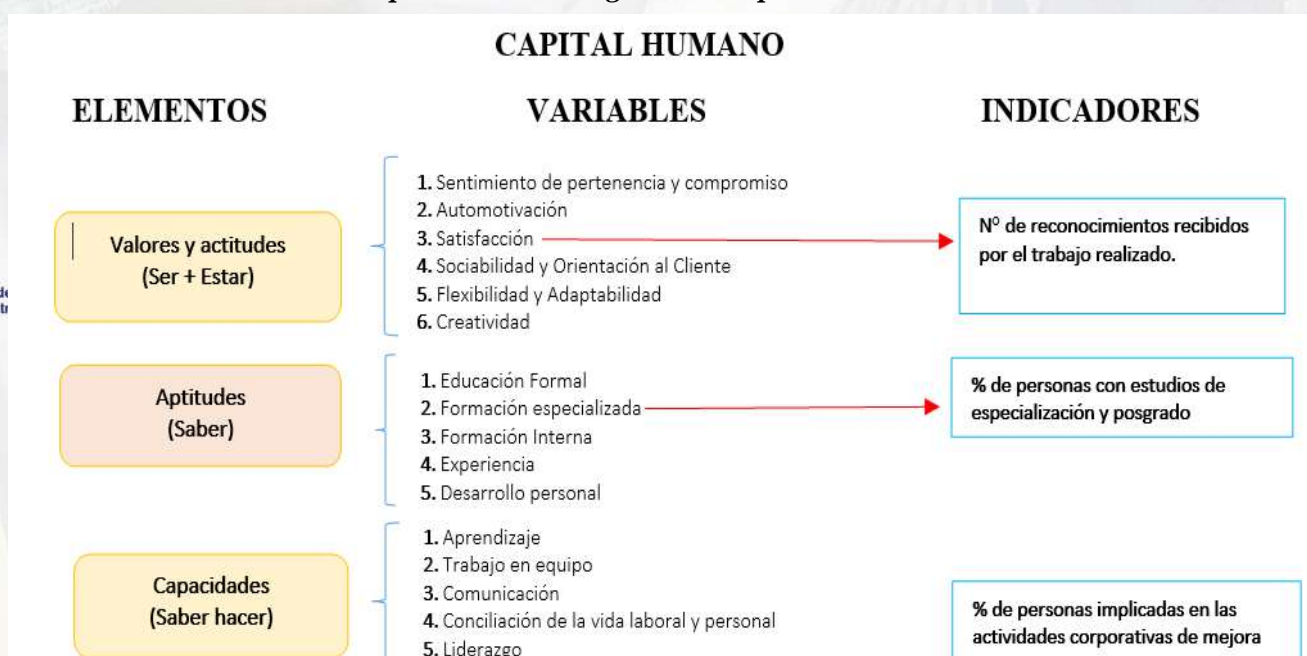 CAPITAL HUMANO
ELEMENTOS
VARIABLES
INDICADORES
Valores y actitudes
(Ser + Estar)
1. Sentimiento de pertenencia y compromiso
2. Automotivación
3. Satisfacción
4. Sociabilidad y Orientación al Cliente
5. Flexibilidad y Adaptabilidad
6. Creatividad
Nº de reconocimientos recibidos
por el trabajo realizado.
Aptitudes
(Saber)
1. Educación Formal
2. Formación especializada
3. Formación Interna
4. Experiencia
5. Desarrollo personal
% de personas con estudios de
especialización y posgrado
Capacidades
(Saber hacer)
1. Aprendizaje
2. Trabajo en equipo
3. Comunicación
4. Conciliación de la vida laboral y personal
5. Liderazgo
% de personas implicadas en las
actividades corporativas de mejora